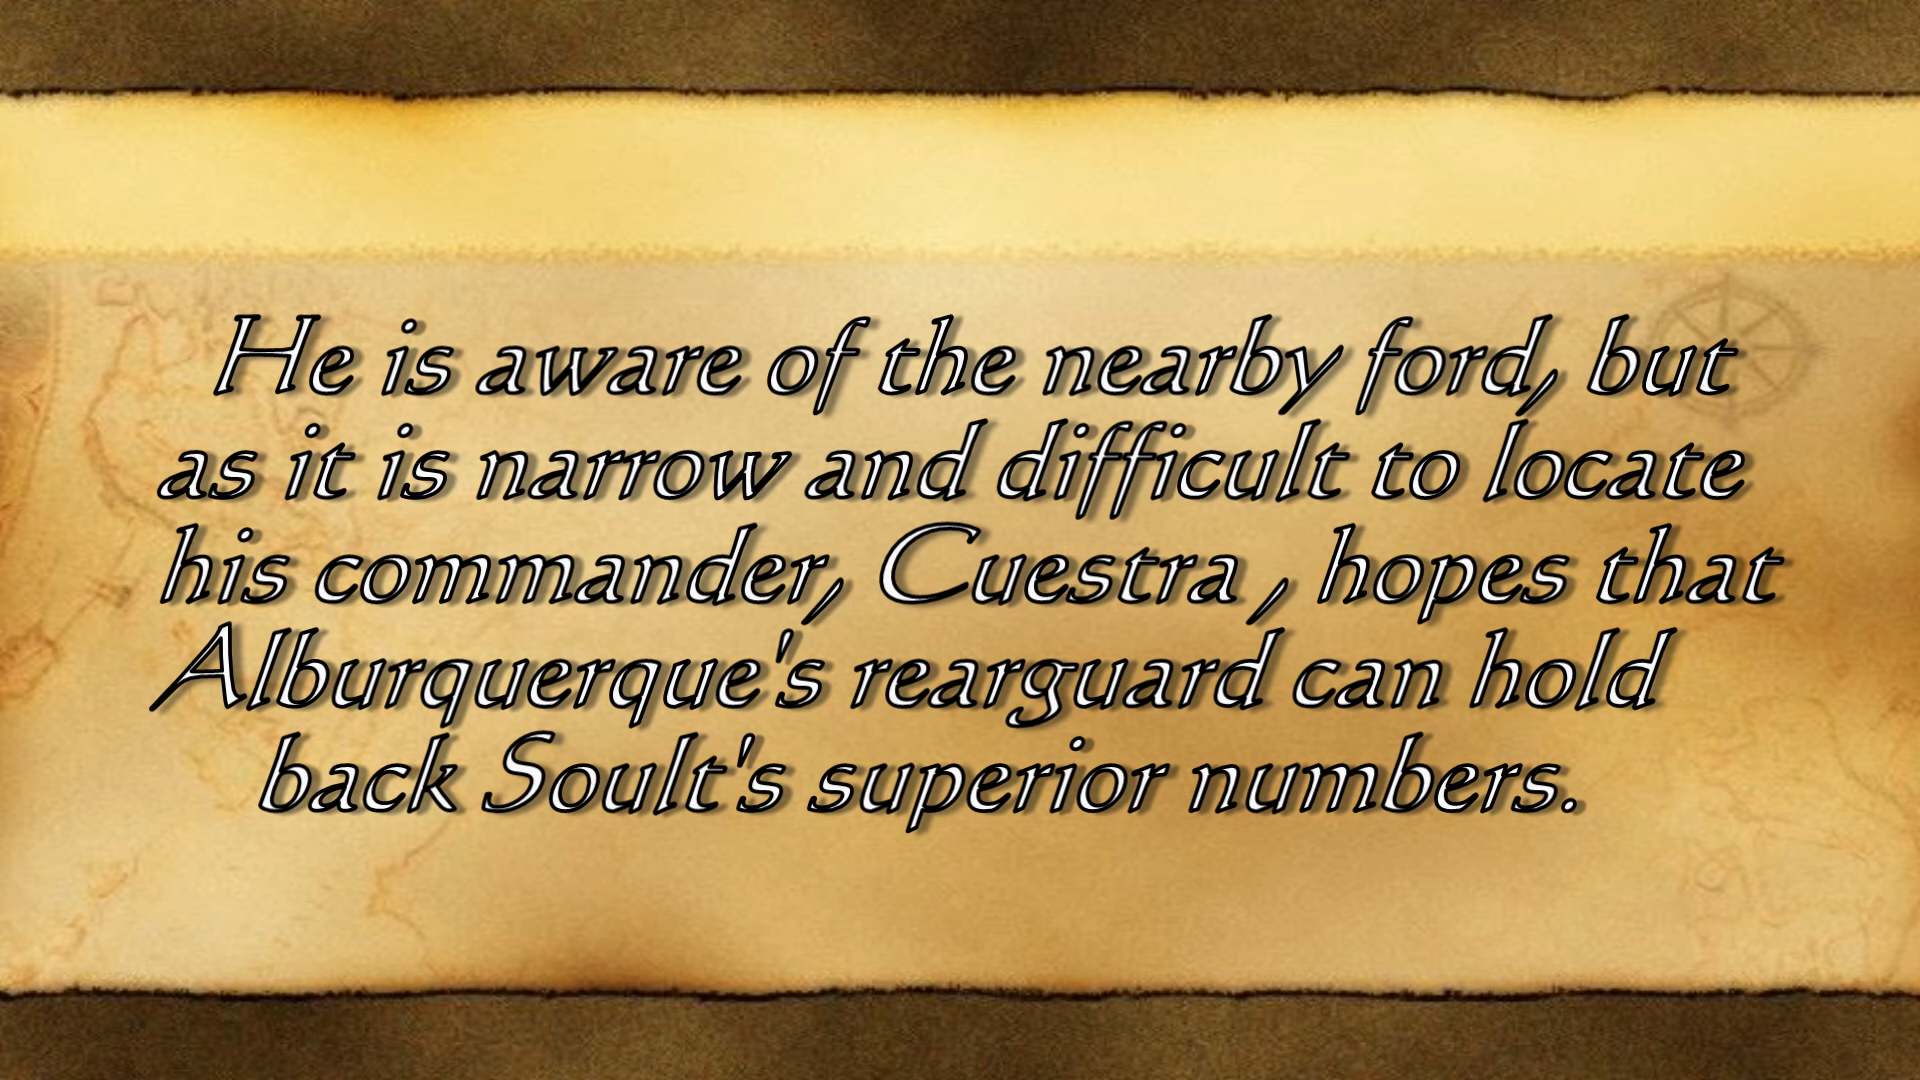 He is aware of the nearby ford, but
as it is narrow and difficult to locate
his commander, Cuestra , hopes that
Alburquerque's rearguard can hold
back Soult's superior numbers.